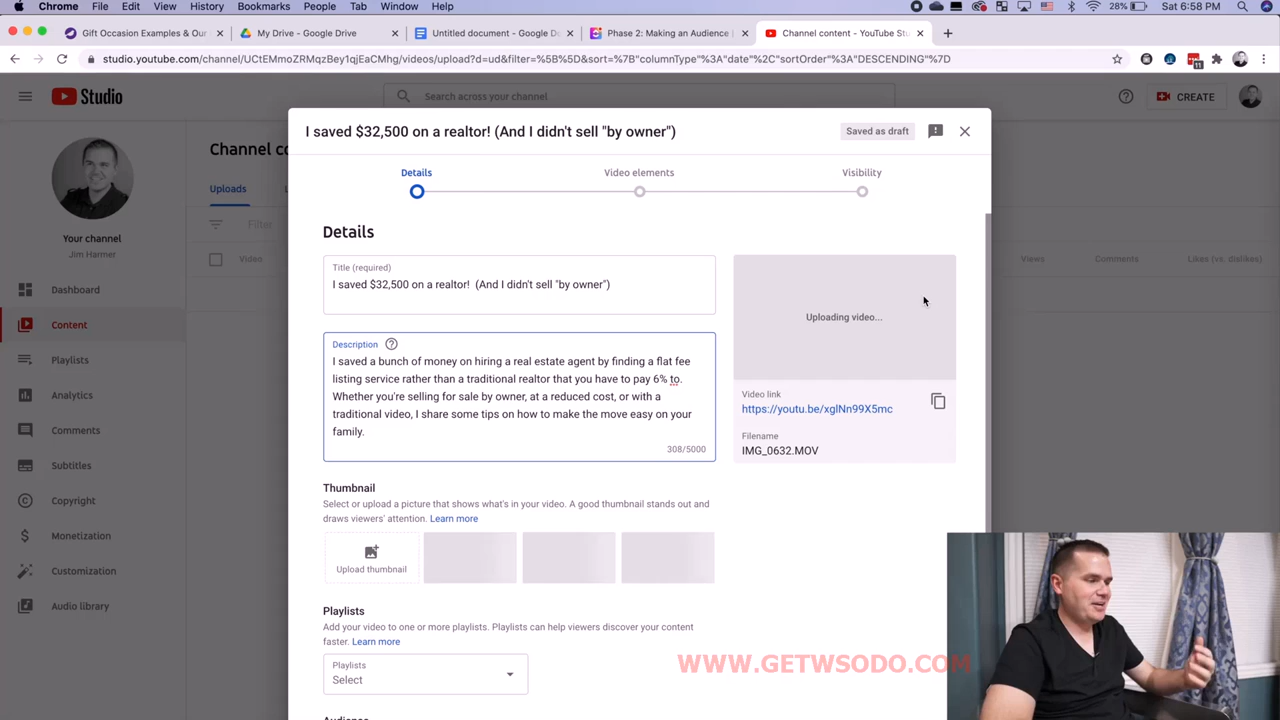 Chrome File Edit View History Bookmarks People Tab Window Help 28% Sat 6:58 PM
Gift Occasion Examples & Our × My Drive - Google Drive × Untitled document - Google Do × Phase 2: Making an Audience | × Channel content - YouTube Stu × +
studio.youtube.com/channel/UCtEMmoZRMqzBey1qjEaCMhg/videos/upload?d=ud&filter=%5B%5D&sort=%7B"columnType"%3A"date"%2C"sortOrder"%3A"DESCENDING"%7D
11
Studio
Search across your channel
CREATE
Your channel
Jim Harmer
Dashboard
Content
Playlists
Analytics
Comments
Subtitles
Copyright
Monetization
Customization
Audio library
Channel co
Uploads
Filter
Video
Views
Comments
Likes (vs. dislikes)
I saved $32,500 on a realtor! (And I didn't sell "by owner")
Saved as draft
Details
Video elements
Visibility
Details
Title (required)
I saved $32,500 on a realtor! (And I didn't sell "by owner")
Description
I saved a bunch of money on hiring a real estate agent by finding a flat fee
listing service rather than a traditional realtor that you have to pay 6% to.
Whether you're selling for sale by owner, at a reduced cost, or with a
traditional video, I share some tips on how to make the move easy on your
family.
308/5000
Uploading video...
Video link
https://youtu.be/xglNn99X5mc
Filename
IMG_0632.MOV
Thumbnail
Select or upload a picture that shows what's in your video. A good thumbnail stands out and
draws viewers' attention. Learn more
Upload thumbnail
Playlists
Add your video to one or more playlists. Playlists can help viewers discover your content
faster. Learn more
Playlists
Select
WWW.GETWSODO.COM